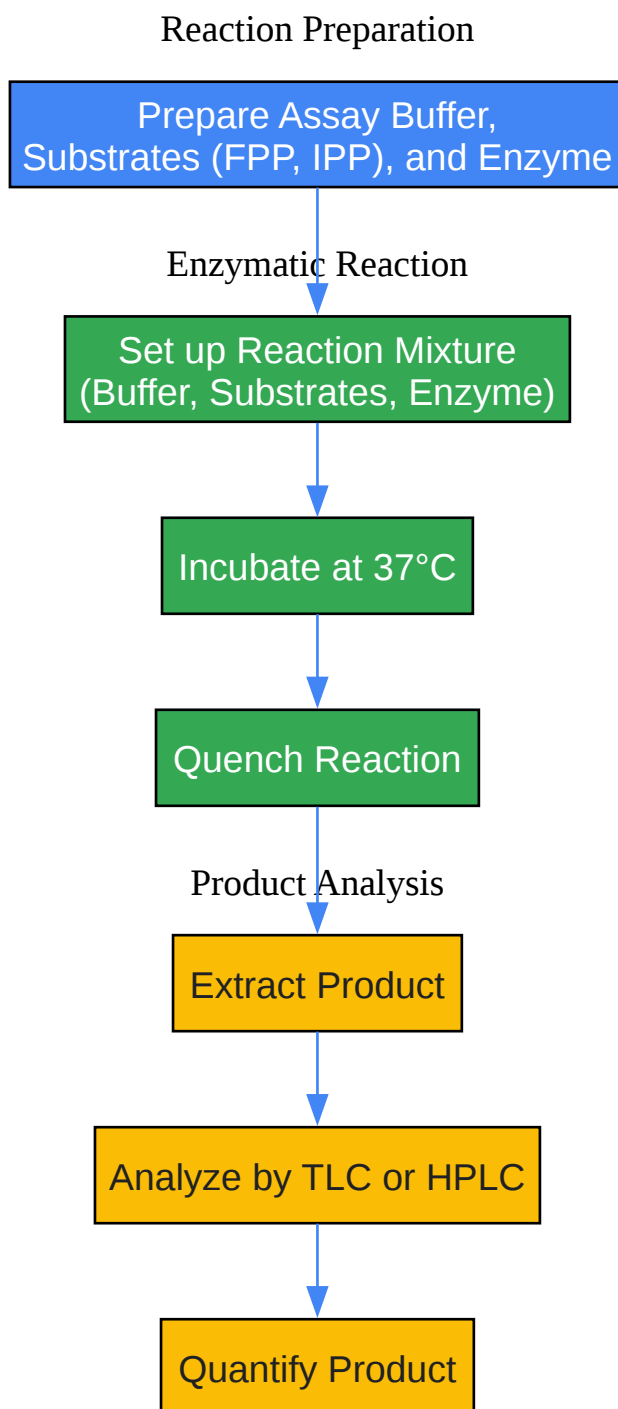 Reaction Preparation
Prepare Assay Buffer,
Substrates (FPP, IPP), and Enzyme
Enzymatic Reaction
Set up Reaction Mixture
(Buffer, Substrates, Enzyme)
Incubate at 37°C
Quench Reaction
Product Analysis
Extract Product
Analyze by TLC or HPLC
Quantify Product